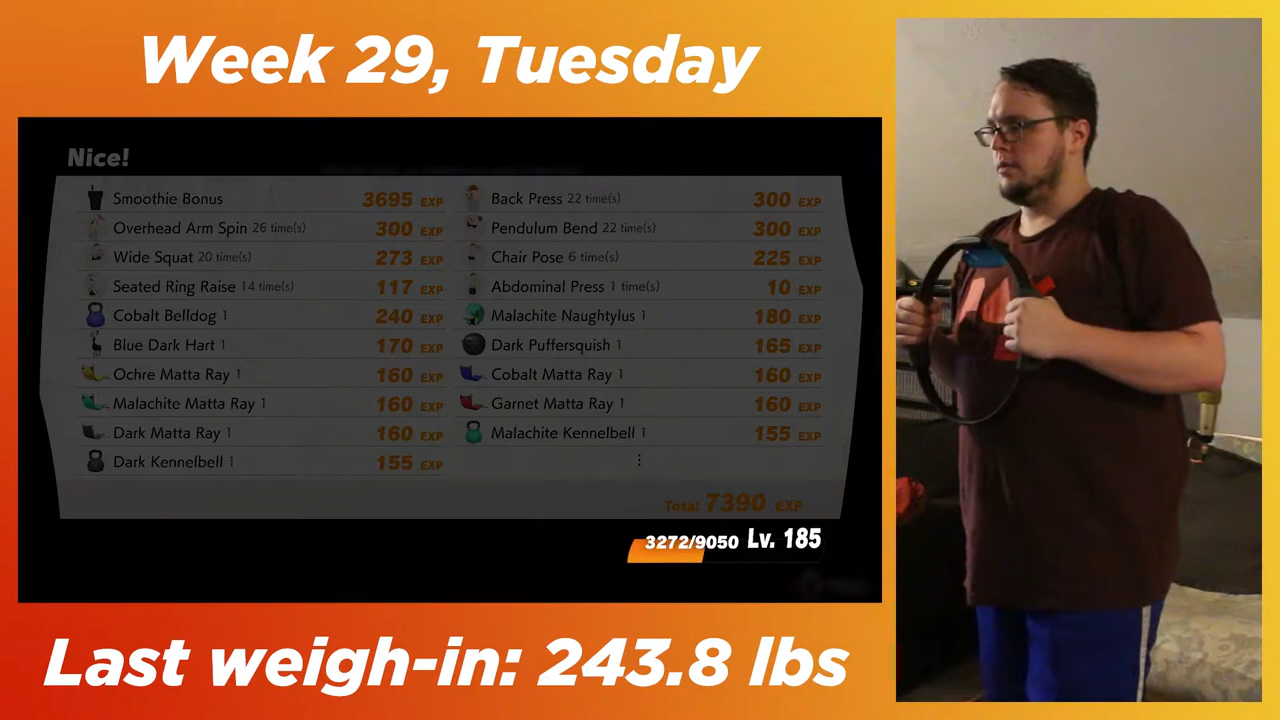 Week 29, Tuesday
Nice!
Smoothie Bonus 3695 EXP
Back Press 22 time(s) 300 EXP
Overhead Arm Spin 26 time(s) 300 EXP
Pendulum Bend 22 time(s) 300 EXP
Wide Squat 20 time(s) 273 EXP
Chair Pose 6 time(s) 225 EXP
Seated Ring Raise 14 time(s) 117 EXP
Abdominal Press 1 time(s) 10 EXP
Cobalt Belldog 1 240 EXP
Malachite Naughtylus 1 180 EXP
Blue Dark Hart 1 170 EXP
Dark Puffersquish 1 165 EXP
Ochre Matta Ray 1 160 EXP
Cobalt Matta Ray 1 160 EXP
Malachite Matta Ray 1 160 EXP
Garnet Matta Ray 1 160 EXP
Dark Matta Ray 1 160 EXP
Malachite Kennelbell 1 155 EXP
Dark Kennelbell 1 155 EXP
Total 7390 EXP
3272/9050 Lv. 185
Last weigh-in: 243.8 lbs